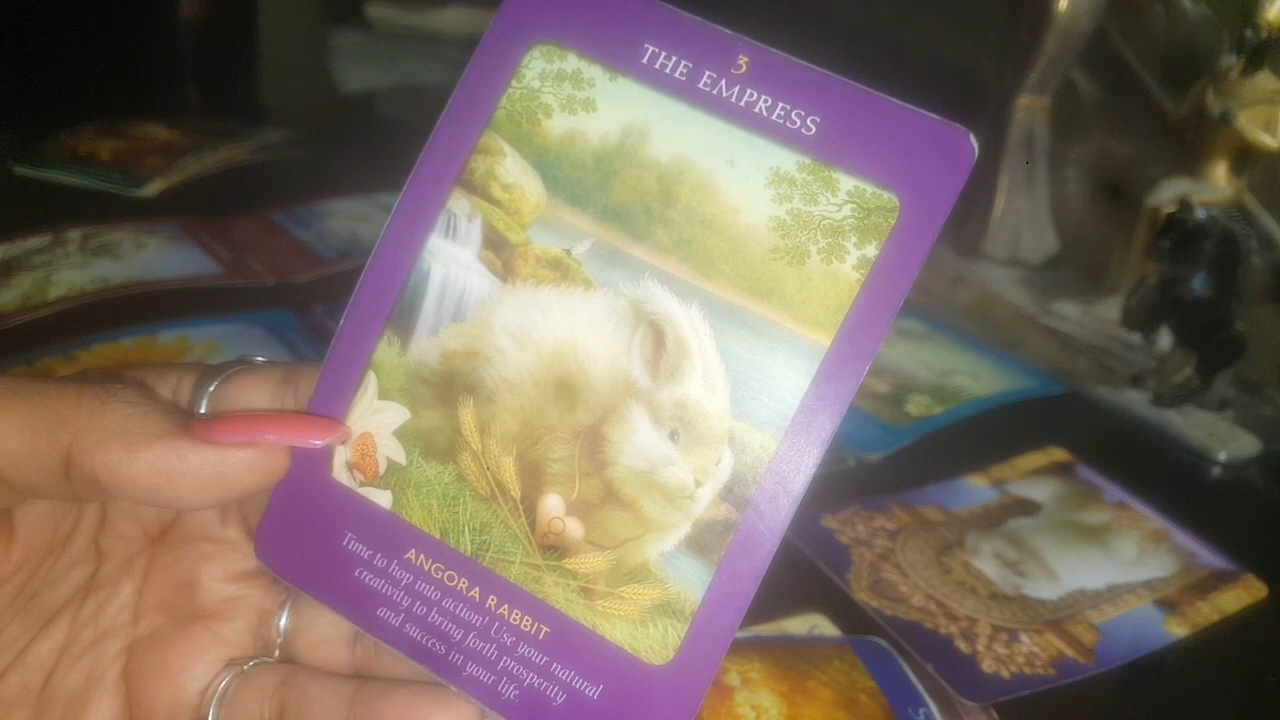 3
THE EMPRESS
ANGORA RABBIT
Time to hop into action! Use your natural
creativity to bring forth prosperity
and success in your life.